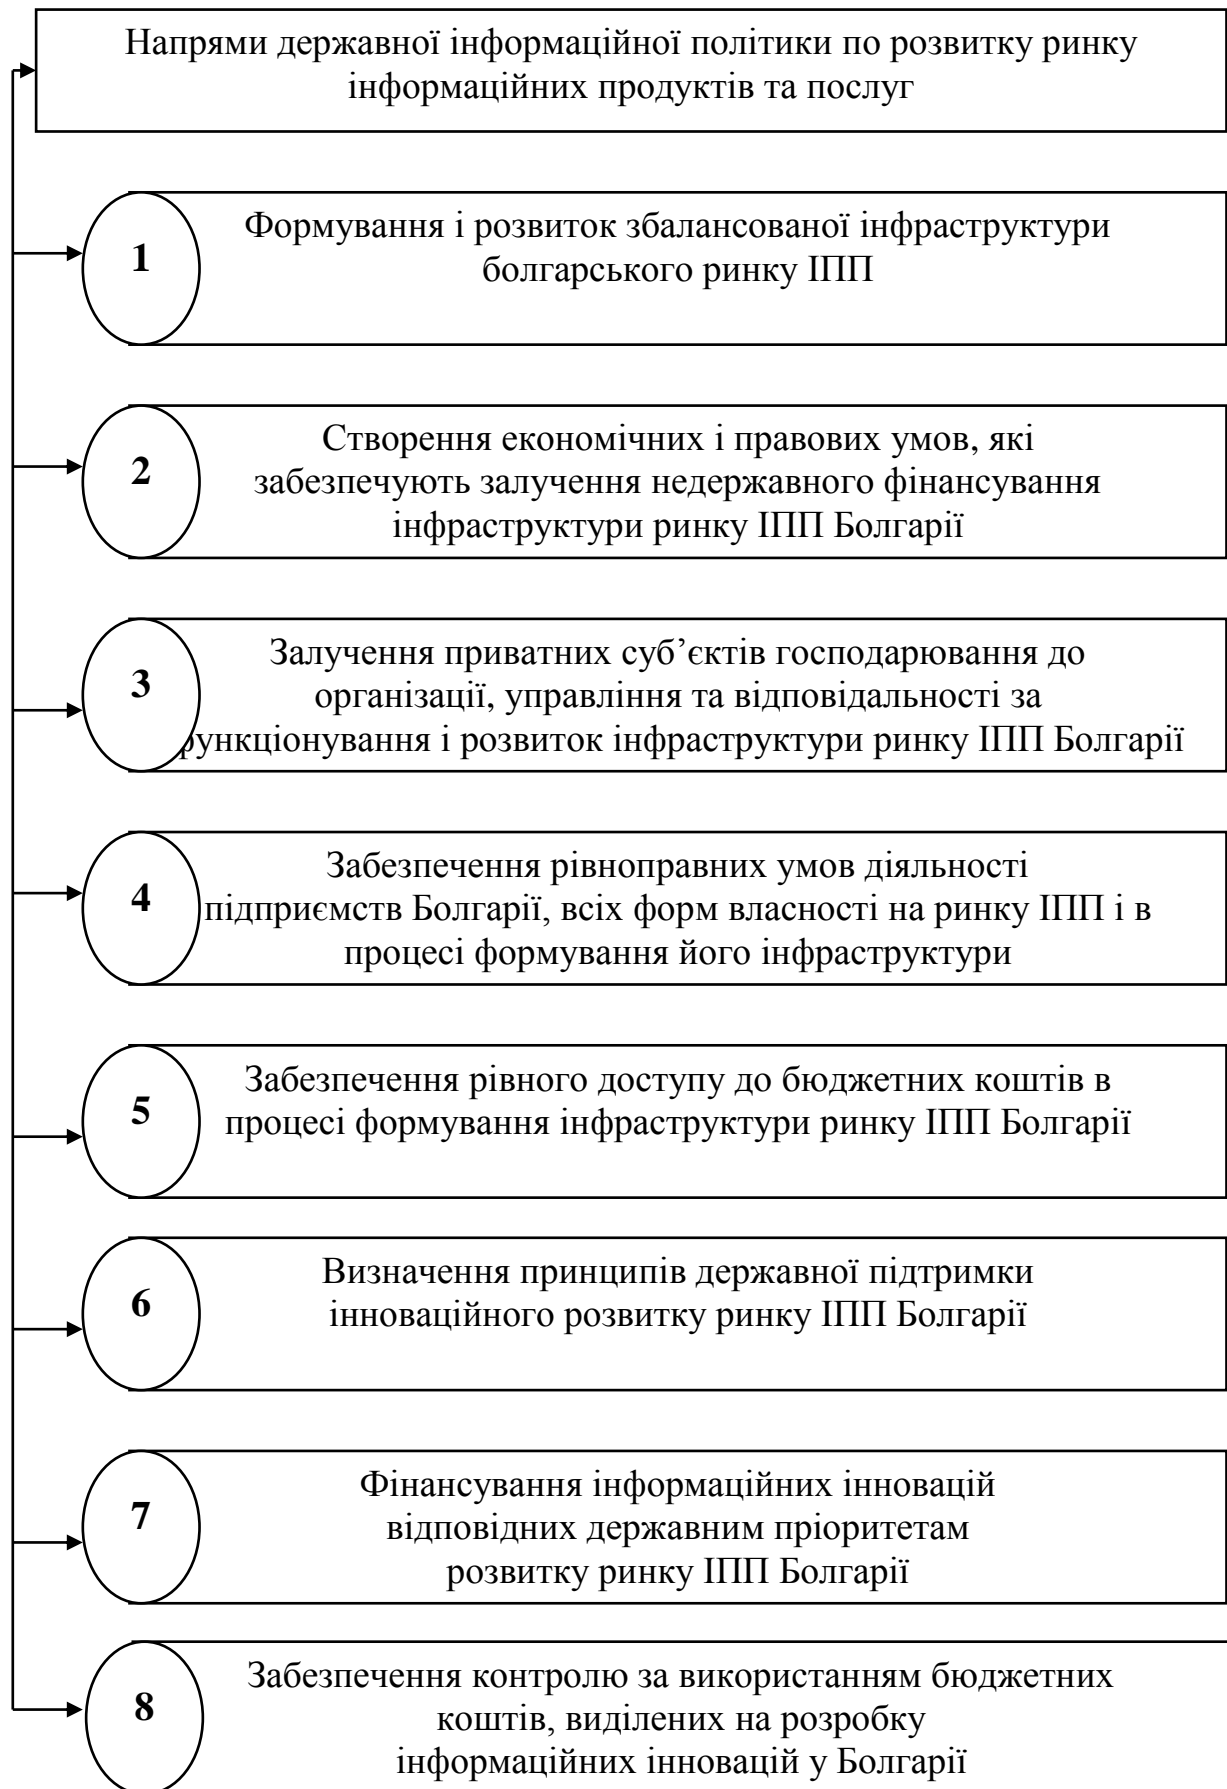 Напрями державної інформаційної політики по розвитку ринку
інформаційних продуктів та послуг
1
Формування і розвиток збалансованої інфраструктури
болгарського ринку ІПП
2
Створення економічних і правових умов, які
забезпечують залучення недержавного фінансування
інфраструктури ринку ІПП Болгарії
3
Залучення приватних суб’єктів господарювання до
організації, управління та відповідальності за
функціонування і розвиток інфраструктури ринку ІПП Болгарії
4
Забезпечення рівноправних умов діяльності
підприємств Болгарії, всіх форм власності на ринку ІПП і в
процесі формування його інфраструктури
5
Забезпечення рівного доступу до бюджетних коштів в
процесі формування інфраструктури ринку ІПП Болгарії
6
Визначення принципів державної підтримки
інноваційного розвитку ринку ІПП Болгарії
7
Фінансування інформаційних інновацій
відповідних державним пріоритетам
розвитку ринку ІПП Болгарії
8
Забезпечення контролю за використанням бюджетних
коштів, виділених на розробку
інформаційних інновацій у Болгарії